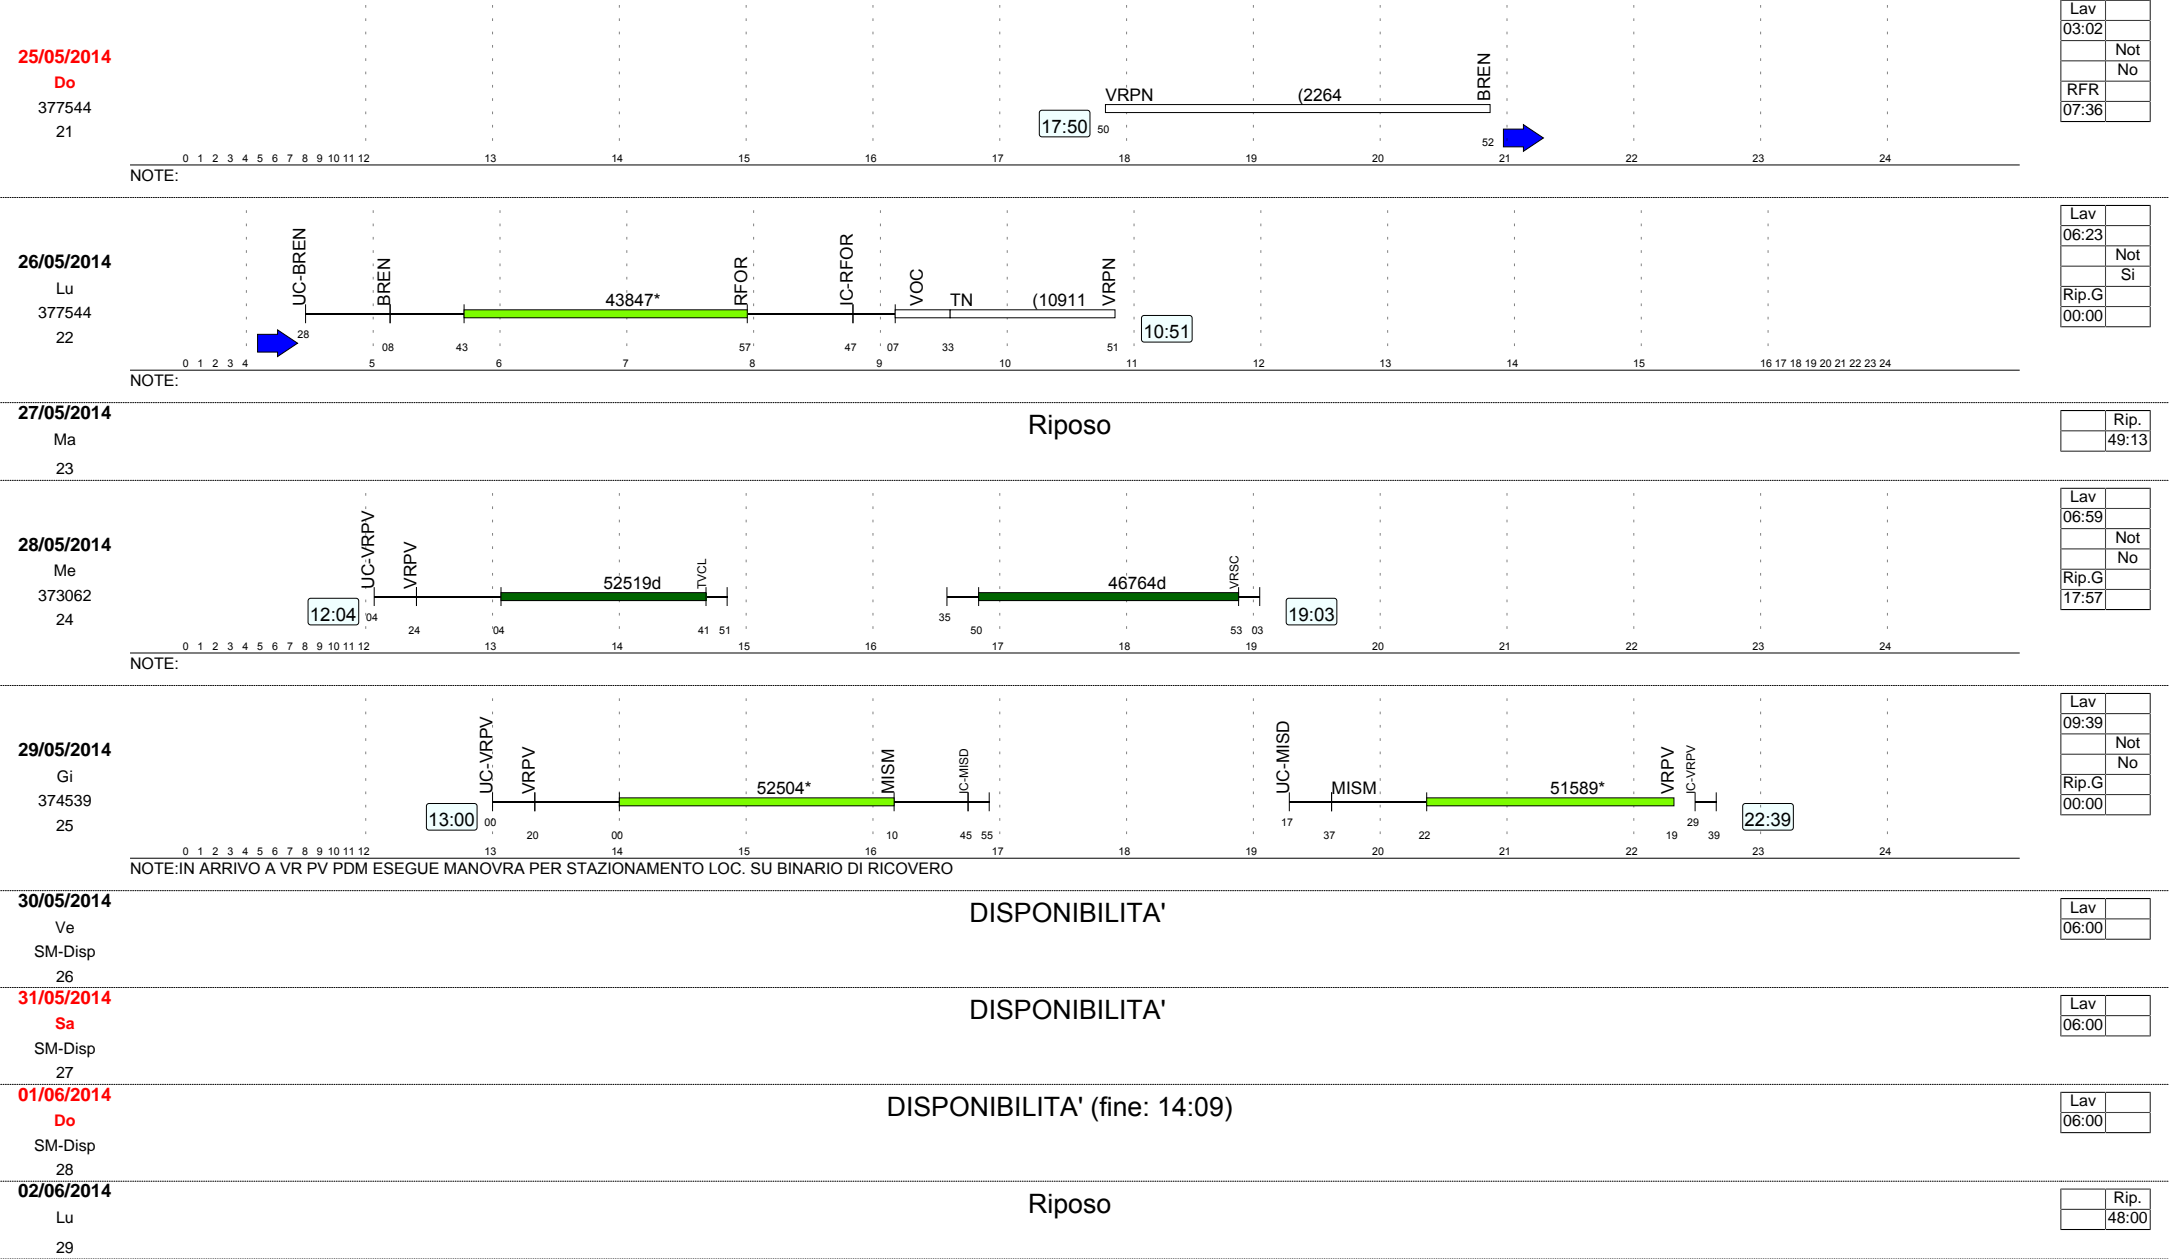 Lav
03:02
Not
No
RFR
07:36
25/05/2014
Do
377544
21
VRPN (2264 BREN
17:50 50 52
0 1 2 3 4 5 6 7 8 9 10 11 12 13 14 15 16 17 18 19 20 21 22 23 24
NOTE:
Lav
06:23
Not
Si
Rip.G
00:00
26/05/2014
Lu
377544
22
UC-BREN BREN 43847* RFOR IC-RFOR VOC TN (10911 VRPN
28 08 43 57 47 07 33 51 10:51
0 1 2 3 4 5 6 7 8 9 10 11 12 13 14 15 16 17 18 19 20 21 22 23 24
NOTE:
27/05/2014
Ma
23
Riposo
Rip.
49:13
Lav
06:59
Not
No
Rip.G
17:57
28/05/2014
Me
373062
24
UC-VRPV VRPV 52519d TVCL 46764d VRSC
12:04 04 24 04 41 51 35 50 53 03 19:03
0 1 2 3 4 5 6 7 8 9 10 11 12 13 14 15 16 17 18 19 20 21 22 23 24
NOTE:
Lav
09:39
Not
No
Rip.G
00:00
29/05/2014
Gi
374539
25
UC-VRPV VRPV 52504* MISM IC-MISD UC-MISD MISM 51589* VRPV IC-VRPV
13:00 00 20 00 10 45 55 17 37 22 19 29 39 22:39
0 1 2 3 4 5 6 7 8 9 10 11 12 13 14 15 16 17 18 19 20 21 22 23 24
NOTE:IN ARRIVO A VR PV PDM ESEGUE MANOVRA PER STAZIONAMENTO LOC. SU BINARIO DI RICOVERO
30/05/2014
Ve
SM-Disp
26
DISPONIBILITA'
Lav
06:00
31/05/2014
Sa
SM-Disp
27
DISPONIBILITA'
Lav
06:00
01/06/2014
Do
SM-Disp
28
DISPONIBILITA' (fine: 14:09)
Lav
06:00
02/06/2014
Lu
29
Riposo
Rip.
48:00